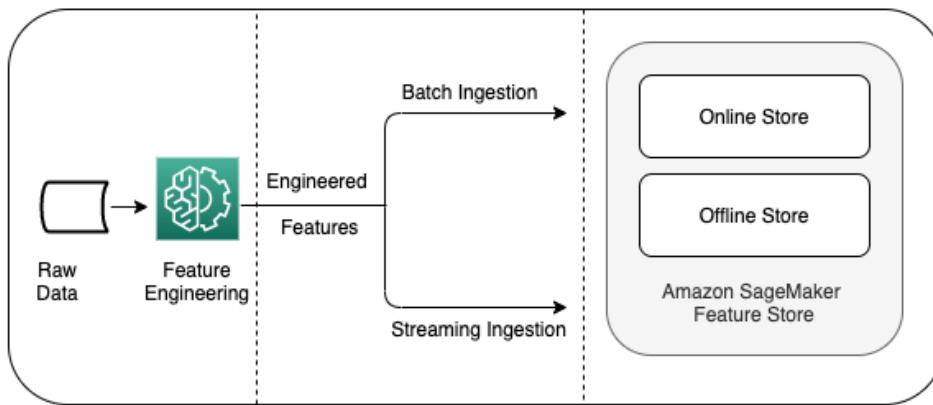 Raw
Data
Feature
Engineering
Engineered
Features
Batch Ingestion
Streaming Ingestion
Online Store
Offline Store
Amazon SageMaker
Feature Store